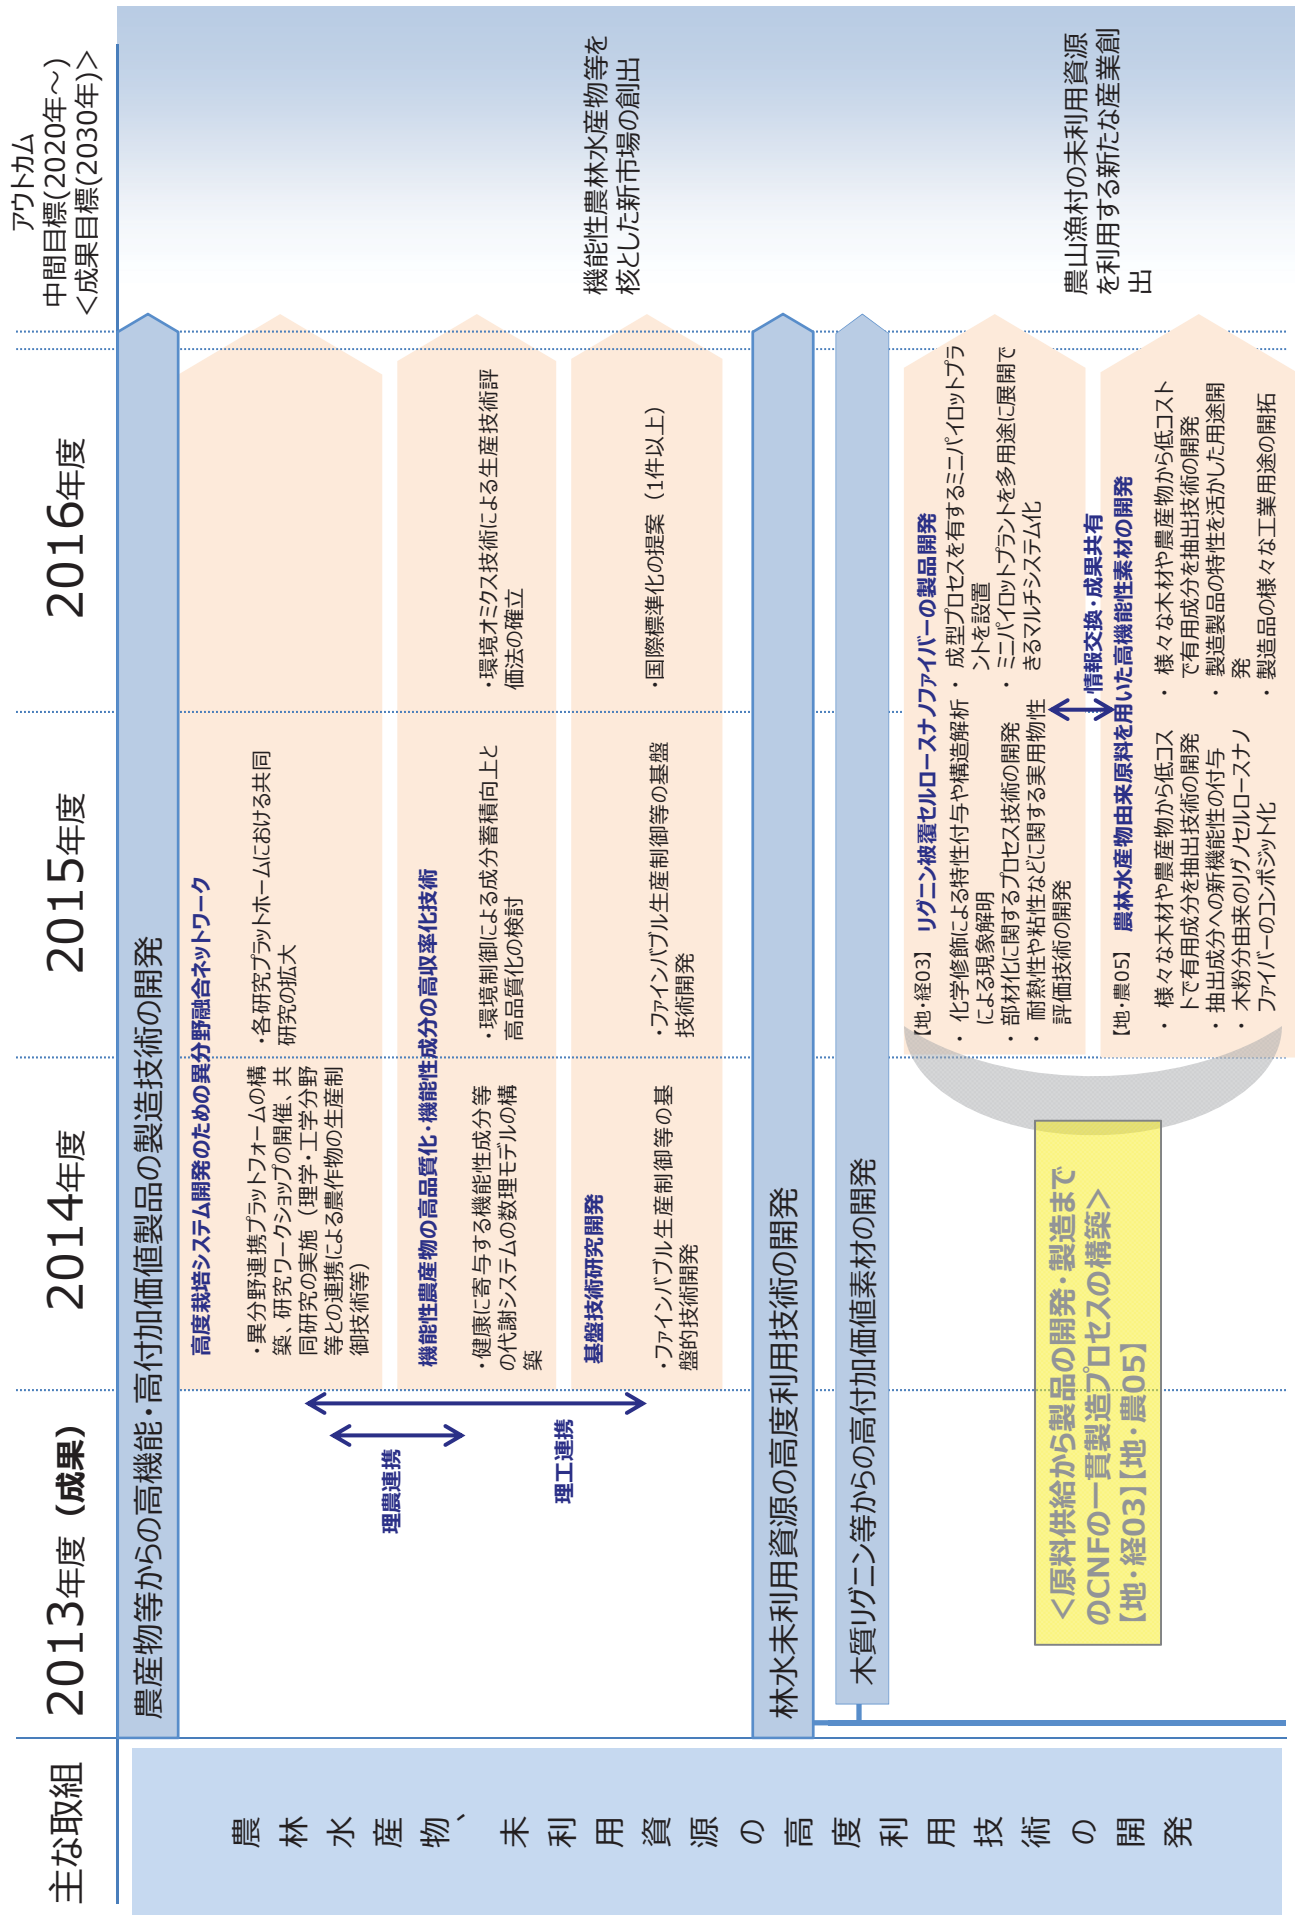 主な取組
2013年度（成果）
2014年度
2015年度
2016年度
アウトカム
中間目標(2020年～)
＜成果目標(2030年)＞
農林水産物、未利用資源の高度利用技術の開発
農産物等からの高機能・高付加価値製品の製造技術の開発
高度栽培システム開発のための異分野融合ネットワーク
・異分野連携プラットフォームの構
築、研究ワークショップの開催、共
同研究の実施（理学・工学分野
等との連携による農作物の生産制
御技術等）
・各研究プラットホームにおける共同
研究の拡大
理農連携
理工連携
機能性農産物の高品質化・機能性成分の高収率化技術
・健康に寄与する機能性成分等
の代謝システムの数理モデルの構
築
・環境制御による成分蓄積向上と
高品質化の検討
・環境オミクス技術による生産技術評
価法の確立
基盤技術研究開発
・ファインバブル生産制御等の基
盤的技術開発
・ファインバブル生産制御等の基盤
技術開発
・国際標準化の提案（1件以上）
機能性農林水産物等を
核とした新市場の創出
林水未利用資源の高度利用技術の開発
木質リグニン等からの高付加価値素材の開発
【地・経03】 リグニン被覆セルロースナノファイバーの製品開発
・ 化学修飾による特性付与や構造解析
による現象解明
・ 部材化に関するプロセス技術の開発
・ 耐熱性や粘性などに関する実用物性
評価技術の開発
・ 成型プロセスを有するミニパイロットプラ
ントを設置
・ ミニパイロットプラントを多用途に展開で
きるマルチシステム化
情報交換・成果共有
【地・農05】 農林水産物由来原料を用いた高機能性素材の開発
・ 様々な木材や農産物から低コス
トで有用成分を抽出技術の開発
・ 抽出成分への新機能性の付与
・ 木粉分由来のリグノセルロースナノ
ファイバーのコンポジット化
・ 様々な木材や農産物から低コスト
で有用成分を抽出技術の開発
・ 製造製品の特性を活かした用途開
発
・ 製造品の様々な工業用途の開拓
＜原料供給から製品の開発・製造まで
のCNFの一貫製造プロセスの構築＞
【地・経03】【地・農05】
農山漁村の未利用資源
を利用する新たな産業創
出